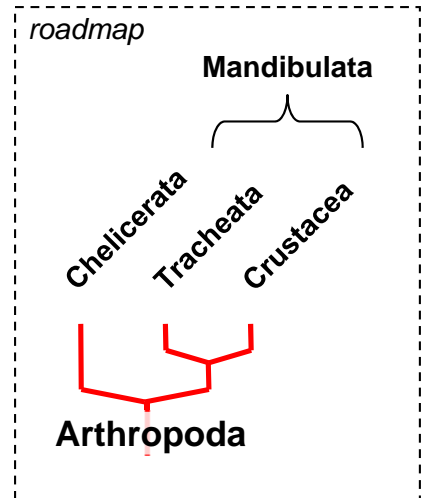 roadmap
Mandibulata
Chelicerata
Tracheata
Crustacea
Arthropoda